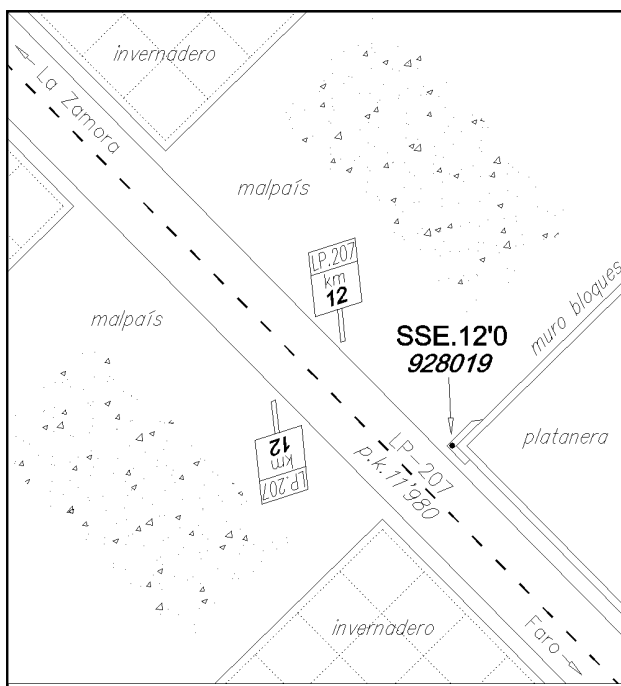 invernadero
La Zamora
malpaís
LP.207
km
12
malpaís
SSE.12'0
928019
muro bloques
platanera
LP-207
p.k.11'980
12
km
LP.207
invernadero
Faro